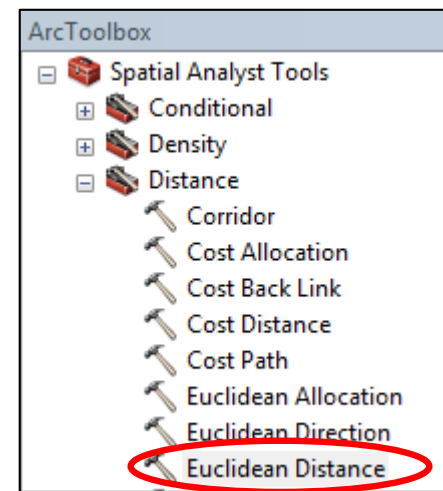 ArcToolbox
Spatial Analyst Tools
Conditional
Density
Distance
Corridor
Cost Allocation
Cost Back Link
Cost Distance
Cost Path
Euclidean Allocation
Euclidean Direction
Euclidean Distance